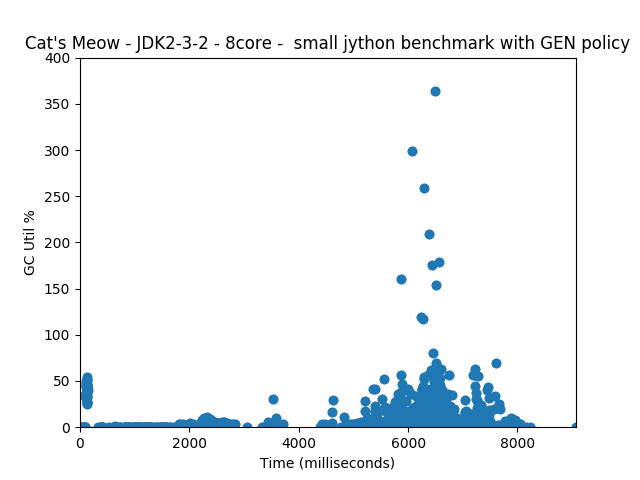 Cat's Meow - JDK2-3-2 - 8core -  small jython benchmark with GEN policy
400
350
300
250
200
150
100
50
0
GC Util %
0 2000 4000 6000 8000
Time (milliseconds)